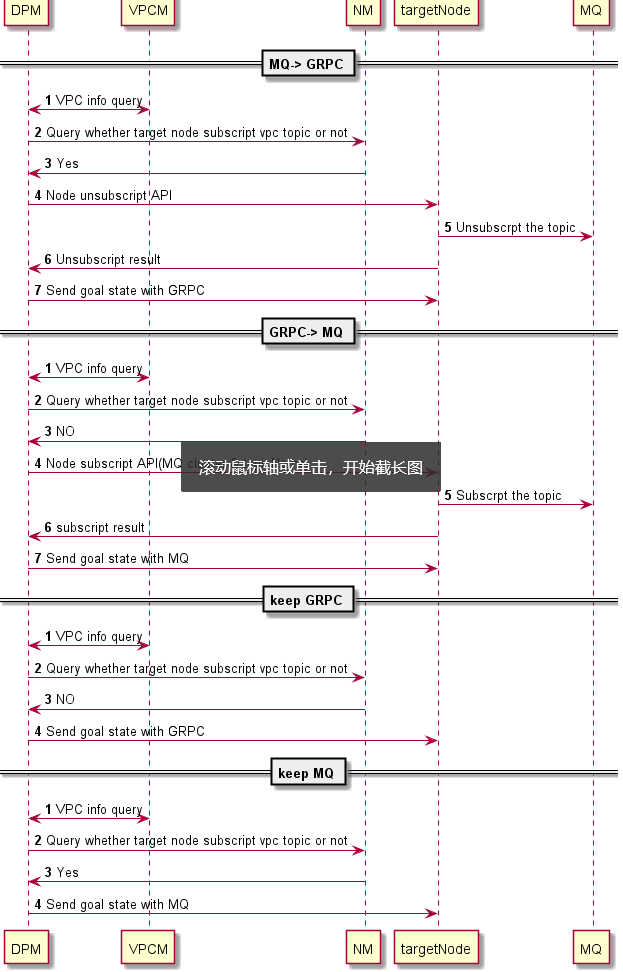 DPM VPCM NM targetNode MQ
MQ-> GRPC
1 VPC info query
2 Query whether target node subscript vpc topic or not
3 Yes
4 Node unsubscript API
5 Unsubscrpt the topic
6 Unsubscript result
7 Send goal state with GRPC
GRPC-> MQ
1 VPC info query
2 Query whether target node subscript vpc topic or not
3 NO
4 Node subscript API(MQ
滚动鼠标轴或单击，开始截长图
5 Subscrpt the topic
6 subscript result
7 Send goal state with MQ
keep GRPC
1 VPC info query
2 Query whether target node subscript vpc topic or not
3 NO
4 Send goal state with GRPC
keep MQ
1 VPC info query
2 Query whether target node subscript vpc topic or not
3 Yes
4 Send goal state with MQ
DPM VPCM NM targetNode MQ